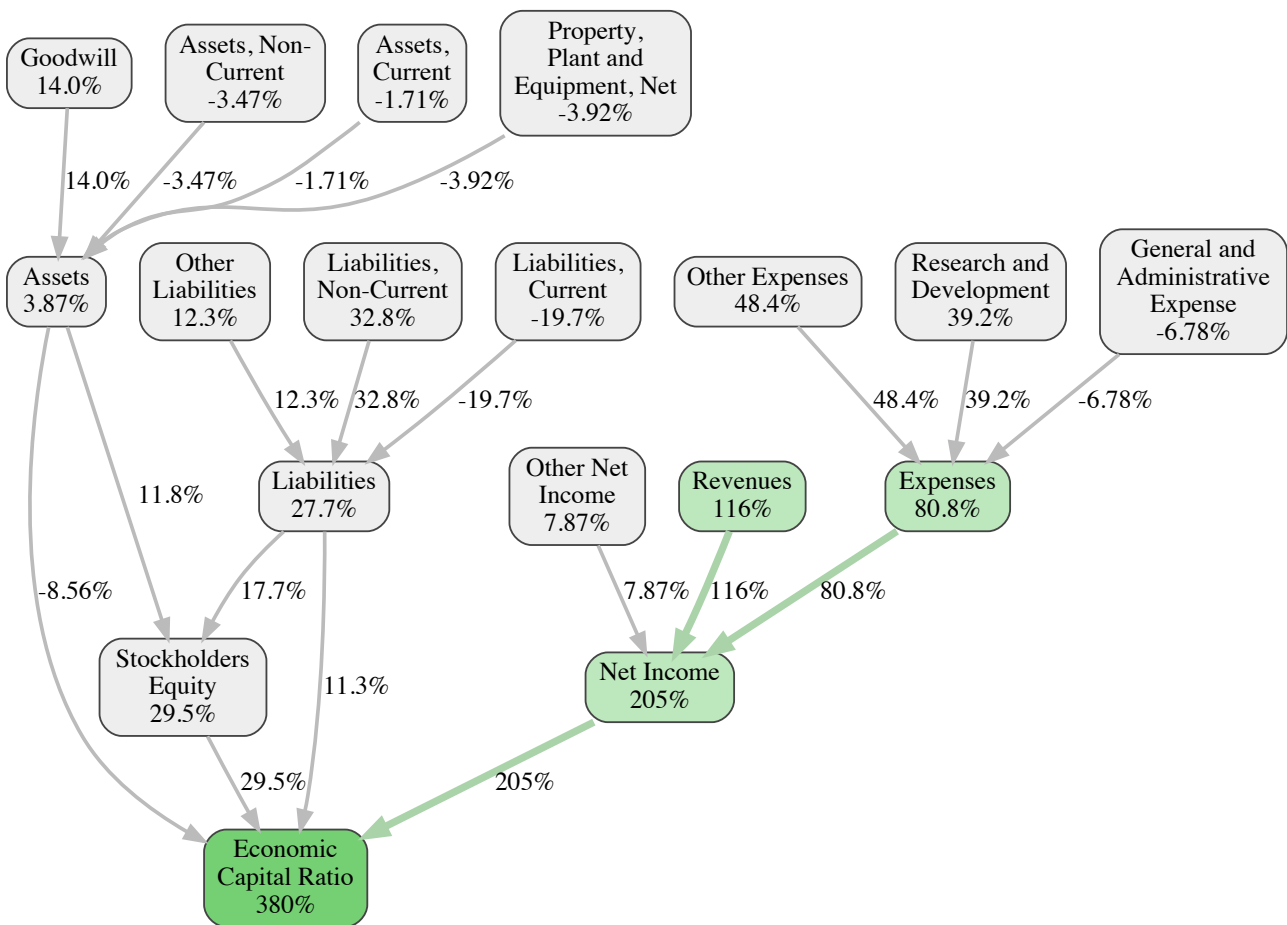 Goodwill
14.0%
Assets, Non-
Current
-3.47%
Assets,
Current
-1.71%
Property,
Plant and
Equipment, Net
-3.92%
14.0%
-3.47%
-1.71%
-3.92%
Assets
3.87%
Other
Liabilities
12.3%
Liabilities,
Non-Current
32.8%
Liabilities,
Current
-19.7%
Other Expenses
48.4%
Research and
Development
39.2%
General and
Administrative
Expense
-6.78%
12.3%
32.8%
-19.7%
48.4%
39.2%
-6.78%
11.8%
Liabilities
27.7%
Other Net
Income
7.87%
Revenues
116%
Expenses
80.8%
-8.56%
17.7%
7.87%
116%
80.8%
Stockholders
Equity
29.5%
11.3%
Net Income
205%
29.5%
205%
Economic
Capital Ratio
380%